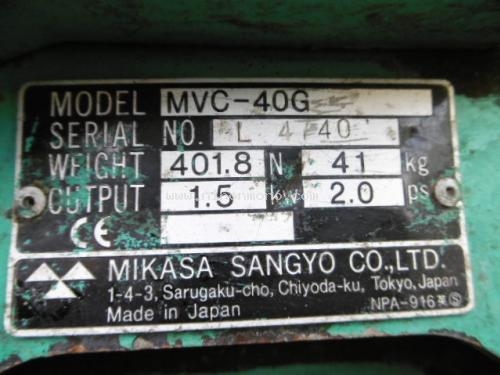 MODEL MVC-40G
SERIAL NO. L 4740
WEIGHT 401.8 N 41 kg
OUTPUT 1.5 2.0 ps
CE
MIKASA SANGYO CO.,LTD.
1-4-3, Sarugaku-cho, Chiyoda-ku, Tokyo, Japan
Made in Japan NPA-916